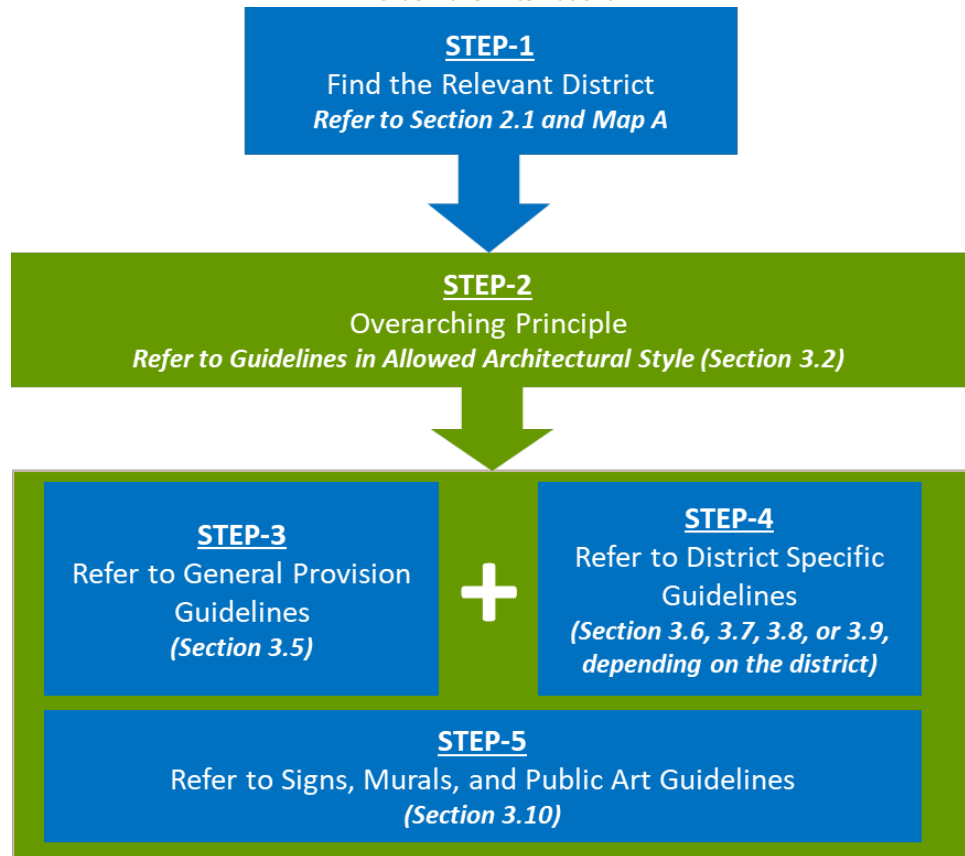 STEP-1
Find the Relevant District
Refer to Section 2.1 and Map A
STEP-2
Overarching Principle
Refer to Guidelines in Allowed Architectural Style (Section 3.2)
STEP-3
Refer to General Provision
Guidelines
(Section 3.5)
+
STEP-4
Refer to District Specific
Guidelines
(Section 3.6, 3.7, 3.8, or 3.9,
depending on the district)
STEP-5
Refer to Signs, Murals, and Public Art Guidelines
(Section 3.10)